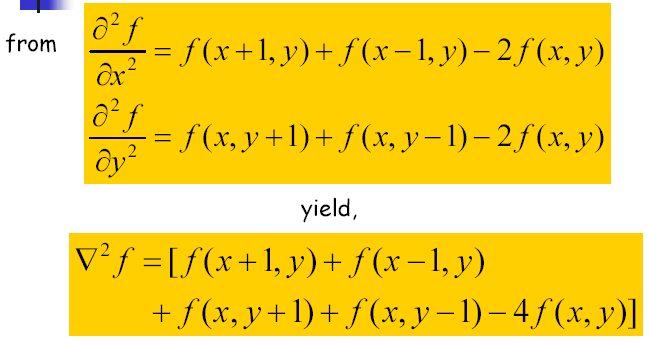 from
∂²f/∂x² = f(x+1, y) + f(x−1, y) − 2f(x, y)
∂²f/∂y² = f(x, y+1) + f(x, y−1) − 2f(x, y)
yield,
∇²f = [f(x+1, y) + f(x−1, y)
+ f(x, y+1) + f(x, y−1) − 4f(x, y)]